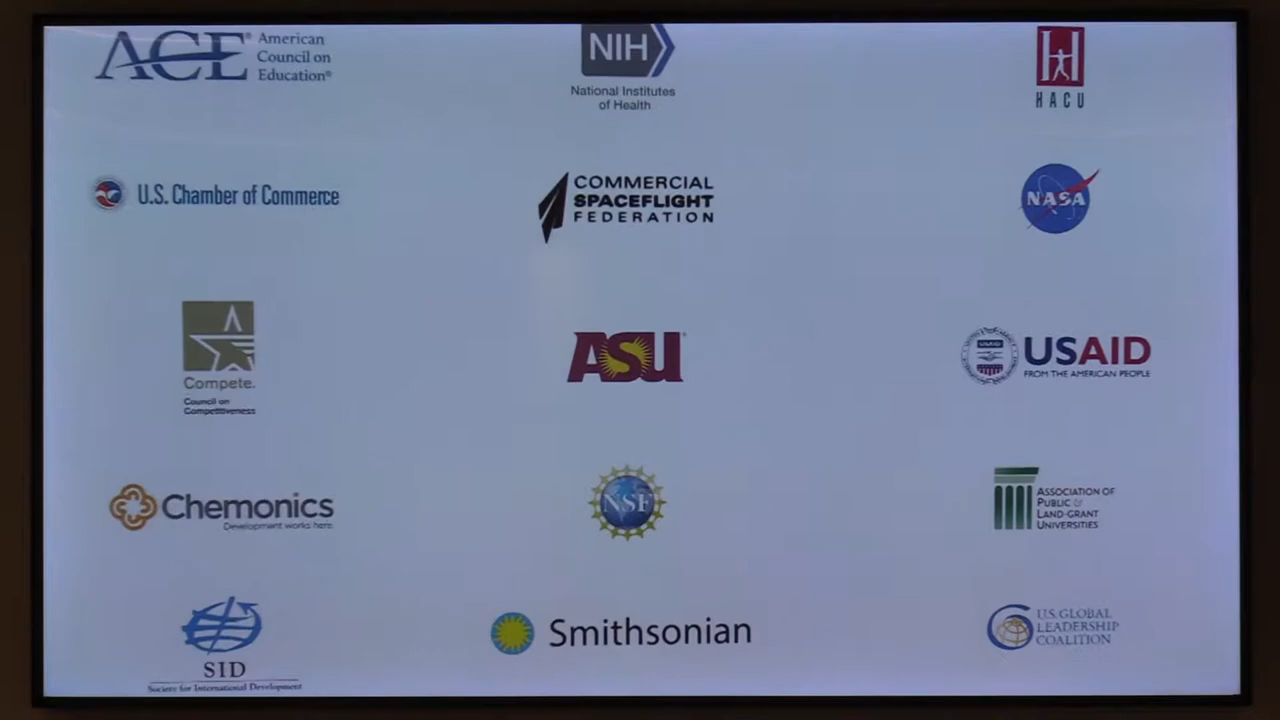 ACE® American
Council on
Education®
NIH
National Institutes
of Health
H
HACU
U.S. Chamber of Commerce
COMMERCIAL
SPACEFLIGHT
FEDERATION
NASA
Compete.
Council on
Competitiveness
ASU
USAID
USAID
FROM THE AMERICAN PEOPLE
Chemonics
Development works here.
NSF
ASSOCIATION OF
PUBLIC &
LAND-GRANT
UNIVERSITIES
SID
Society for International Development
Smithsonian
U.S. GLOBAL
LEADERSHIP
COALITION